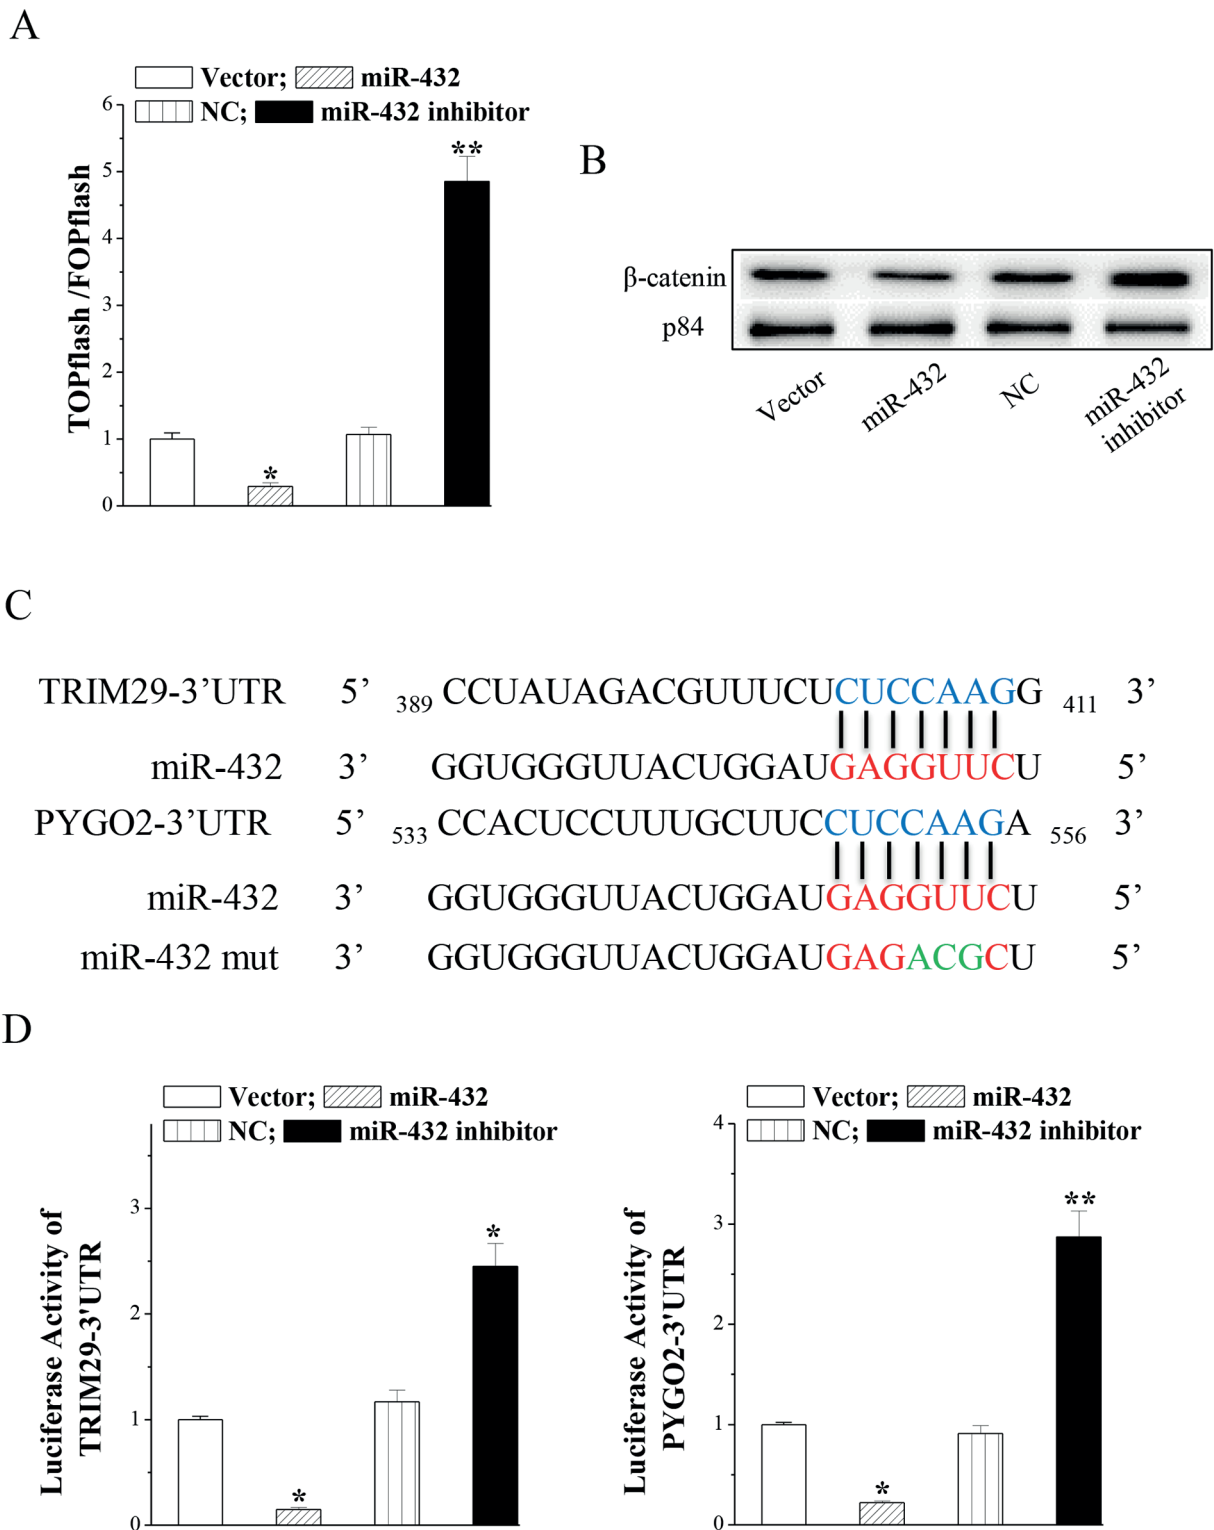 A
Vector; miR-432
NC; miR-432 inhibitor
TOPflash /FOPflash
6
5
4
3
2
1
0
**
*
B
β-catenin
p84
Vector
miR-432
NC
miR-432
inhibitor
C
TRIM29-3’UTR 5’ 389 CCUAUAGACGUUUCUCUCCAAGG 411 3’
miR-432 3’ GGUGGGUUACUGGAUGAGGUUCU 5’
PYGO2-3’UTR 5’ 533 CCACUCCUUUGCUUCCUCCAAGA 556 3’
miR-432 3’ GGUGGGUUACUGGAUGAGGUUCU 5’
miR-432 mut 3’ GGUGGGUUACUGGAUGAGACGCU 5’
D
Vector; miR-432
NC; miR-432 inhibitor
Luciferase Activity of
TRIM29-3'UTR
3
2
1
0
*
*
Vector; miR-432
NC; miR-432 inhibitor
Luciferase Activity of
PYGO2-3'UTR
4
3
2
1
0
**
*